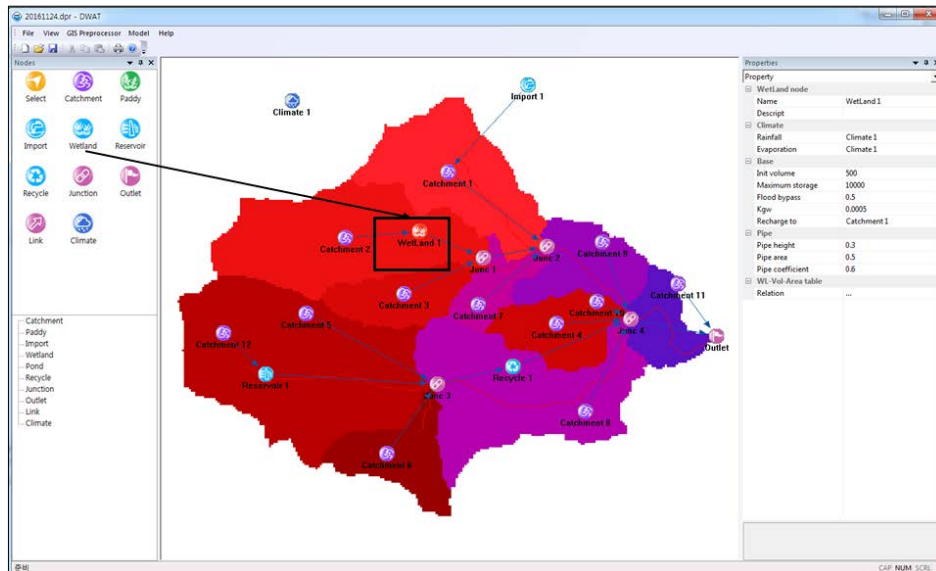 20161124.dpr - DWAT
File View GIS Preprocessor Model Help
Nodes
Select Catchment Paddy
Import Wetland Reservoir
Recycle Junction Outlet
Link Climate
Catchment
Paddy
Import
Wetland
Pond
Recycle
Junction
Outlet
Link
Climate
Climate 1
Import 1
Catchment 1
Catchment 2
WetLand 1
Junc 1
Junc 2
Catchment 9
Catchment 3
Catchment 7
Catchment 11
Catchment 5
Catchment 4
Junc 4
Catchment 12
Outlet
Reservoir 1
Recycle 1
Junc 3
Catchment 8
Catchment 6
Properties
Property
WetLand node
Name WetLand 1
Descript
Climate
Rainfall Climate 1
Evaporation Climate 1
Base
Init volume 500
Maximum storage 10000
Flood bypass 0.5
Kgw 0.0005
Recharge to Catchment 1
Pipe
Pipe height 0.3
Pipe area 0.5
Pipe coefficient 0.6
WL-Vol-Area table
Relation ...
준비
CAP NUM SCRL